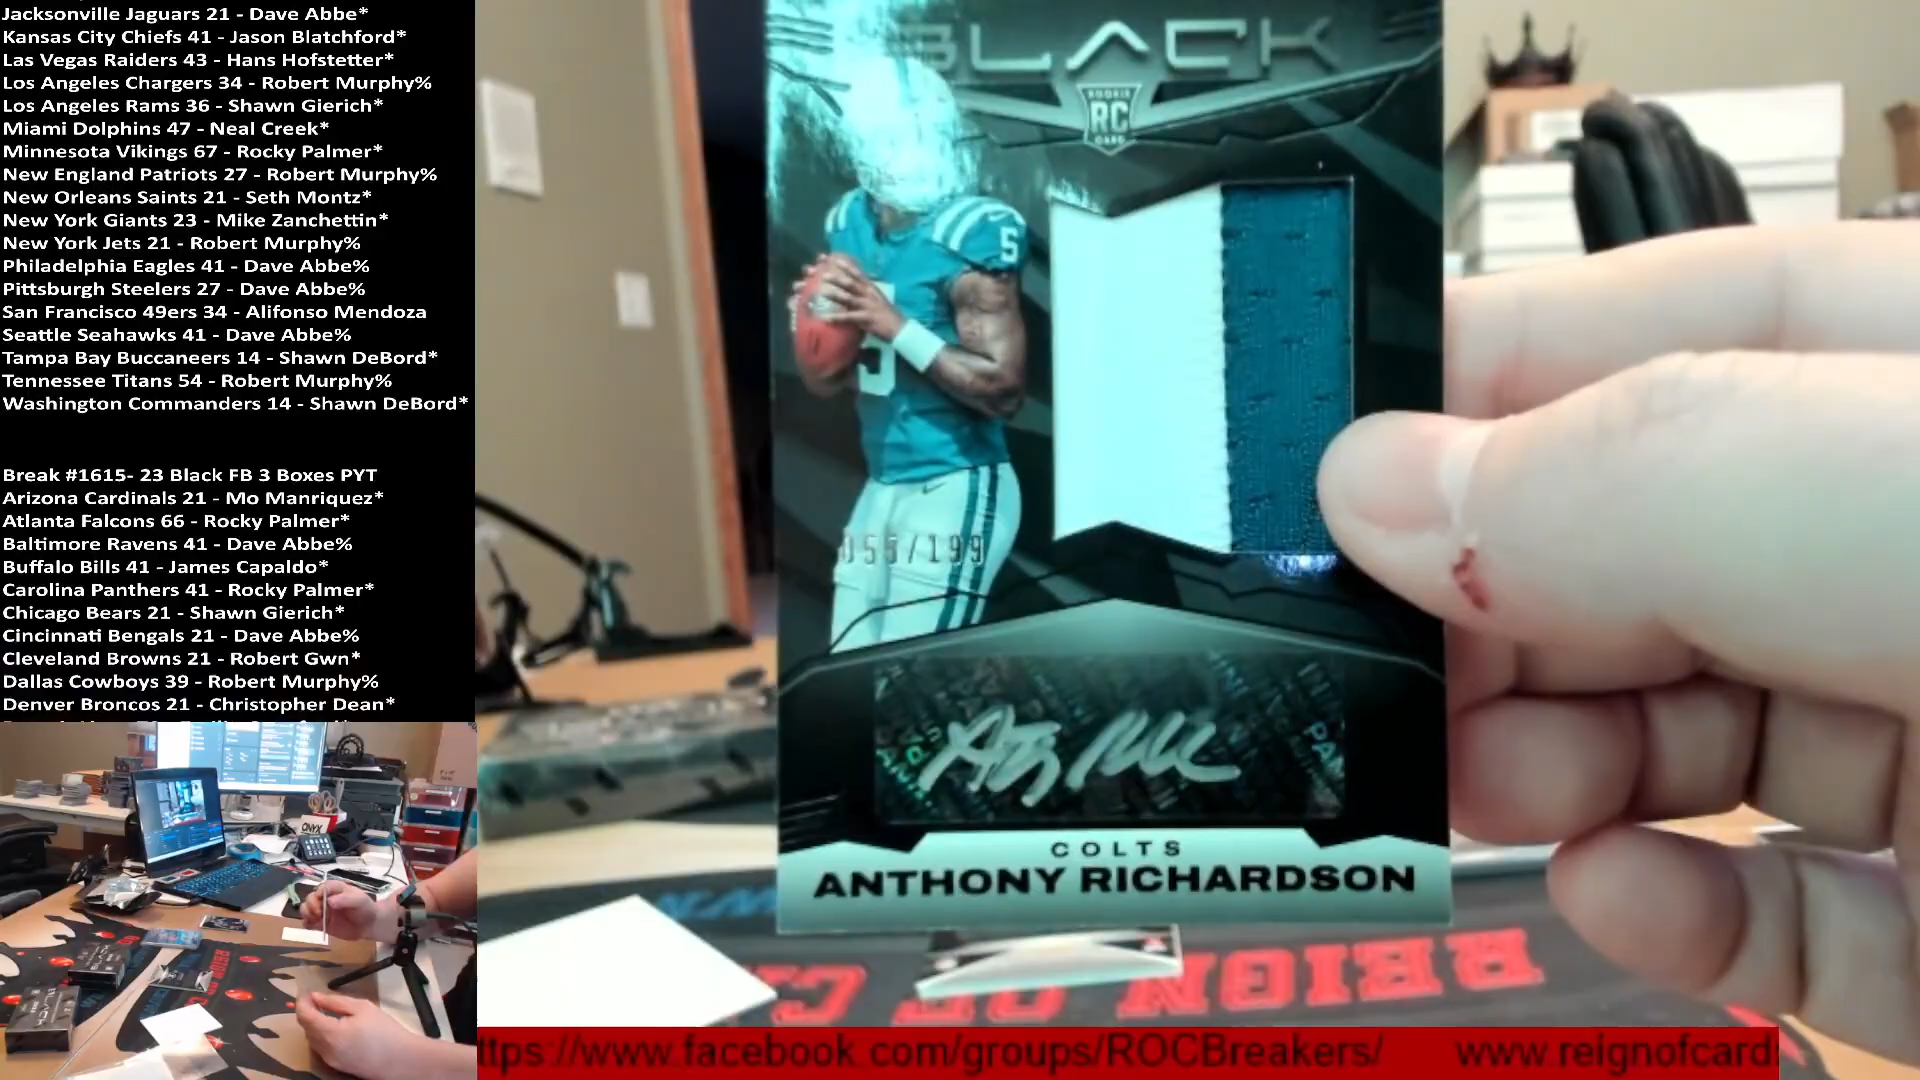 Jacksonville Jaguars 21 - Dave Abbe*
Kansas City Chiefs 41 - Jason Blatchford*
Las Vegas Raiders 43 - Hans Hofstetter*
Los Angeles Chargers 34 - Robert Murphy%
Los Angeles Rams 36 - Shawn Gierich*
Miami Dolphins 47 - Neal Creek*
Minnesota Vikings 67 - Rocky Palmer*
New England Patriots 27 - Robert Murphy%
New Orleans Saints 21 - Seth Montz*
New York Giants 23 - Mike Zanchettin*
New York Jets 21 - Robert Murphy%
Philadelphia Eagles 41 - Dave Abbe%
Pittsburgh Steelers 27 - Dave Abbe%
San Francisco 49ers 34 - Alifonso Mendoza
Seattle Seahawks 41 - Dave Abbe%
Tampa Bay Buccaneers 14 - Shawn DeBord*
Tennessee Titans 54 - Robert Murphy%
Washington Commanders 14 - Shawn DeBord*
Break #1615- 23 Black FB 3 Boxes PYT
Arizona Cardinals 21 - Mo Manriquez*
Atlanta Falcons 66 - Rocky Palmer*
Baltimore Ravens 41 - Dave Abbe%
Buffalo Bills 41 - James Capaldo*
Carolina Panthers 41 - Rocky Palmer*
Chicago Bears 21 - Shawn Gierich*
Cincinnati Bengals 21 - Dave Abbe%
Cleveland Browns 21 - Robert Gwn*
Dallas Cowboys 39 - Robert Murphy%
Denver Broncos 21 - Christopher Dean*
BLACK
ROOKIE
RC
CARD
5
5
055/199
COLTS
ANTHONY RICHARDSON
REIGN OF
ONYX
BLACK
ttps://www.facebook.com/groups/ROCBreakers/ www.reignofcard